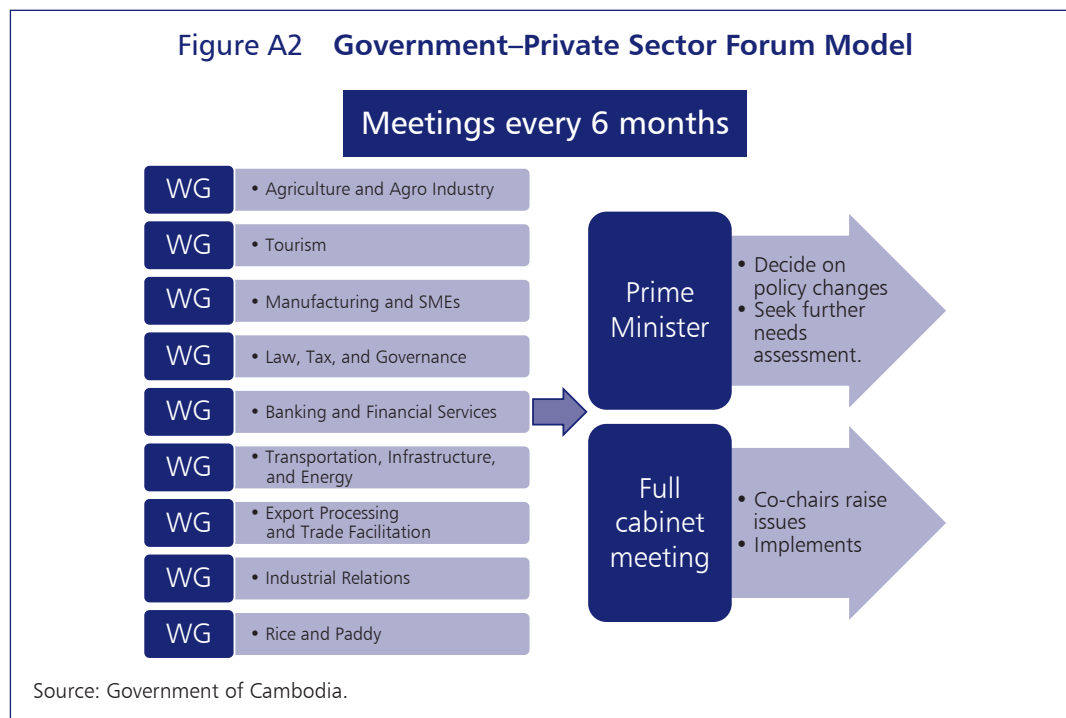 Figure A2 Government–Private Sector Forum Model
Meetings every 6 months
WG
• Agriculture and Agro Industry
WG
• Tourism
WG
• Manufacturing and SMEs
WG
• Law, Tax, and Governance
WG
• Banking and Financial Services
WG
• Transportation, Infrastructure,
and Energy
WG
• Export Processing
and Trade Facilitation
WG
• Industrial Relations
WG
• Rice and Paddy
Prime
Minister
• Decide on
policy changes
• Seek further
needs
assessment.
Full
cabinet
meeting
• Co-chairs raise
issues
• Implements
Source: Government of Cambodia.